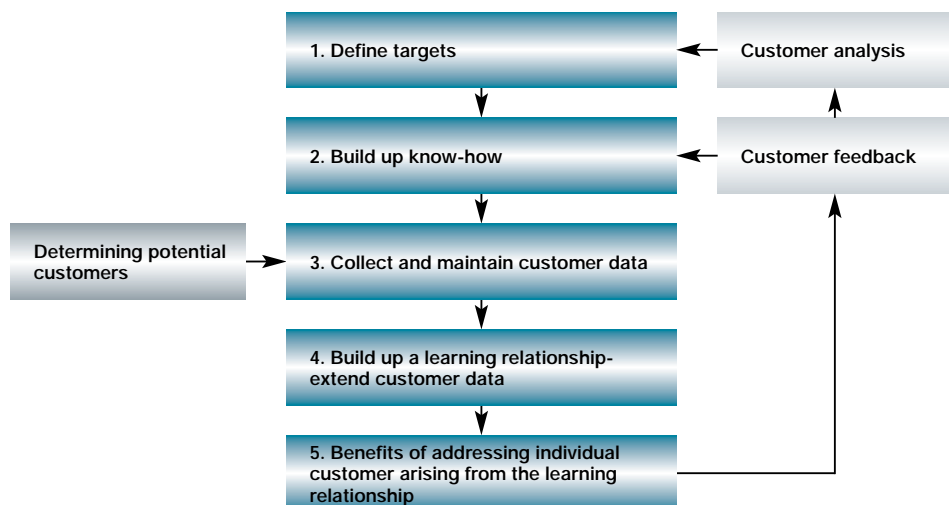 1. Define targets
Customer analysis
2. Build up know-how
Customer feedback
Determining potential
customers
3. Collect and maintain customer data
4. Build up a learning relationship-
extend customer data
5. Benefits of addressing individual
customer arising from the learning
relationship